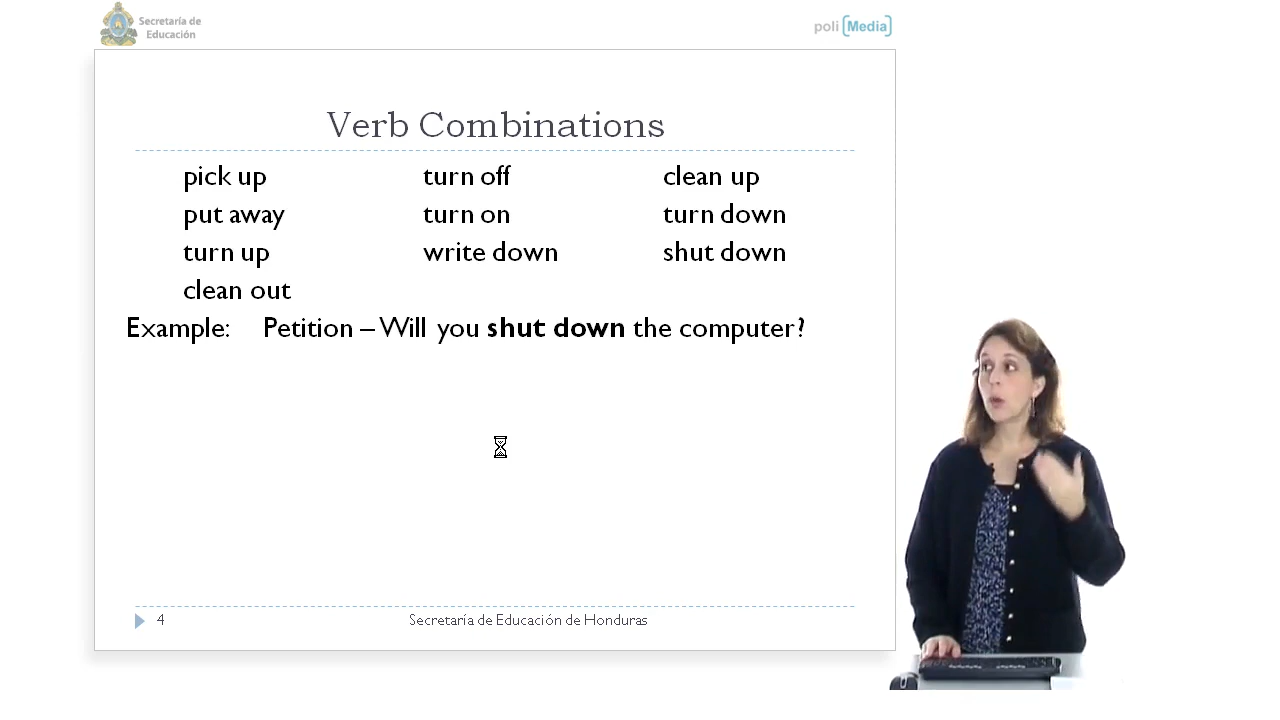 Secretaría de
Educación
poli [Media]
Verb Combinations
pick up turn off clean up
put away turn on turn down
turn up write down shut down
clean out
Example: Petition – Will you shut down the computer?
4 Secretaría de Educación de Honduras